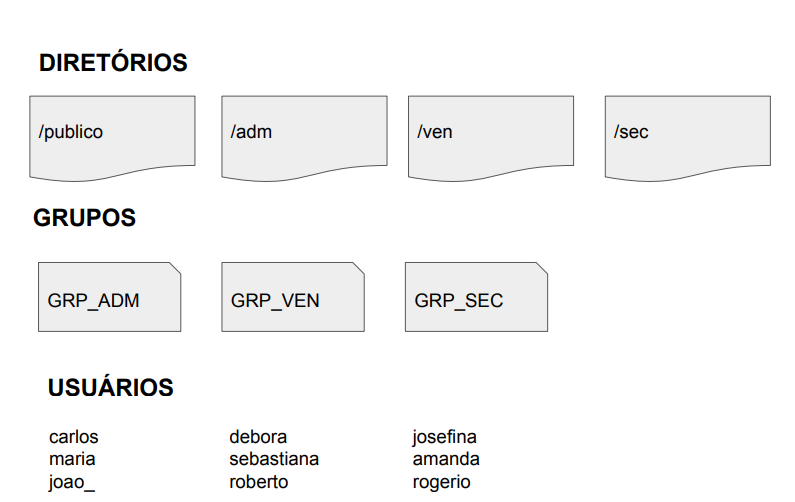 DIRETÓRIOS
/publico /adm /ven /sec
GRUPOS
GRP_ADM GRP_VEN GRP_SEC
USUÁRIOS
carlos debora josefina
maria sebastiana amanda
joao_ roberto rogerio